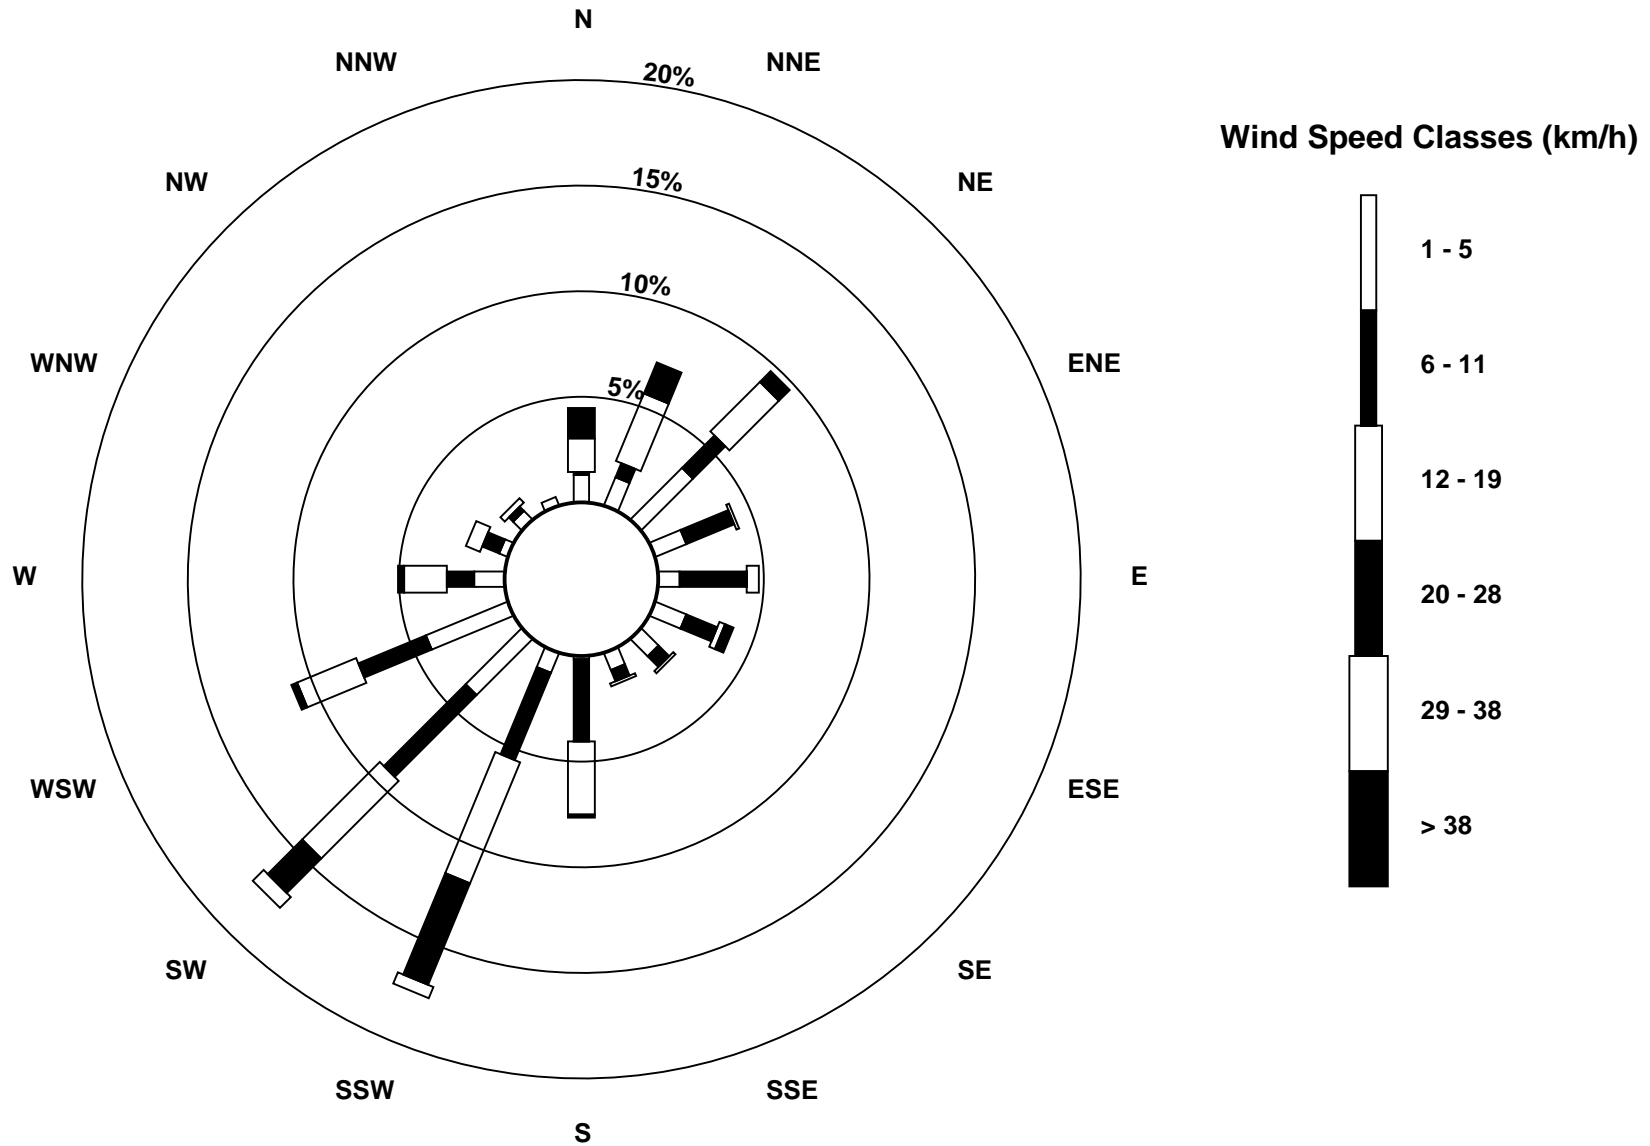 N
NNW
NNE
20%
Wind Speed Classes (km/h)
NW
15%
NE
1 - 5
10%
WNW
ENE
6 - 11
5%
12 - 19
W
E
20 - 28
29 - 38
WSW
ESE
> 38
SW
SE
SSW
SSE
S